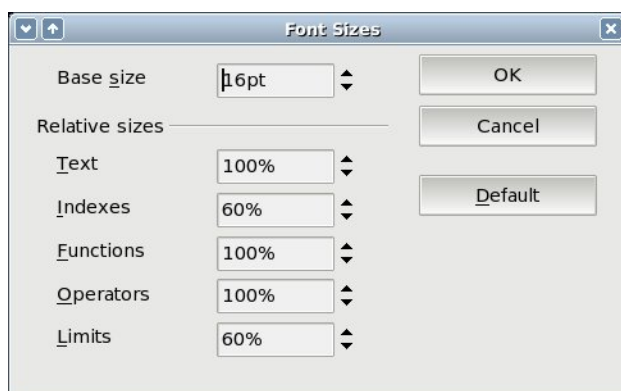 Font Sizes
Base size 16pt OK
Relative sizes Cancel
Text 100%
Indexes 60% Default
Functions 100%
Operators 100%
Limits 60%